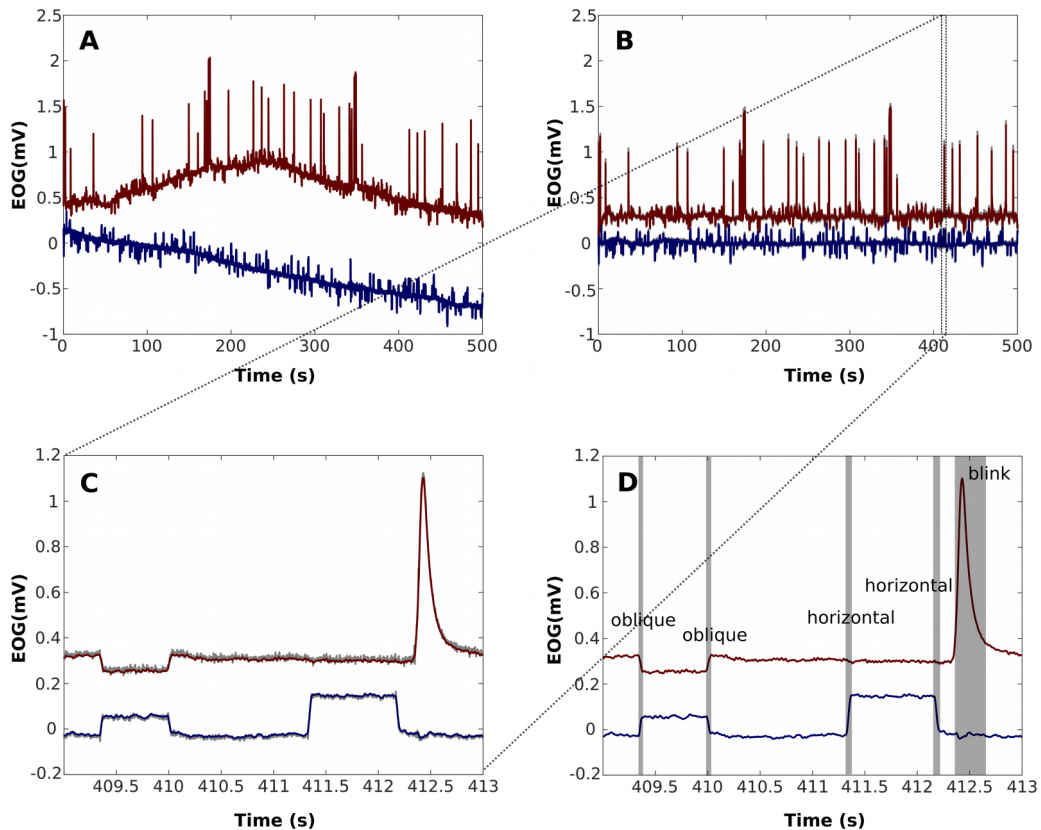 A
EOG(mV)
2.5
2
1.5
1
0.5
0
-0.5
-1
0 100 200 300 400 500
Time (s)
B
EOG(mV)
2.5
2
1.5
1
0.5
0
-0.5
-1
0 100 200 300 400 500
Time (s)
C
EOG(mV)
1.2
1
0.8
0.6
0.4
0.2
0
-0.2
409.5 410 410.5 411 411.5 412 412.5 413
Time (s)
D
blink
horizontal
oblique
oblique
horizontal
EOG(mV)
1.2
1
0.8
0.6
0.4
0.2
0
-0.2
409.5 410 410.5 411 411.5 412 412.5 413
Time (s)